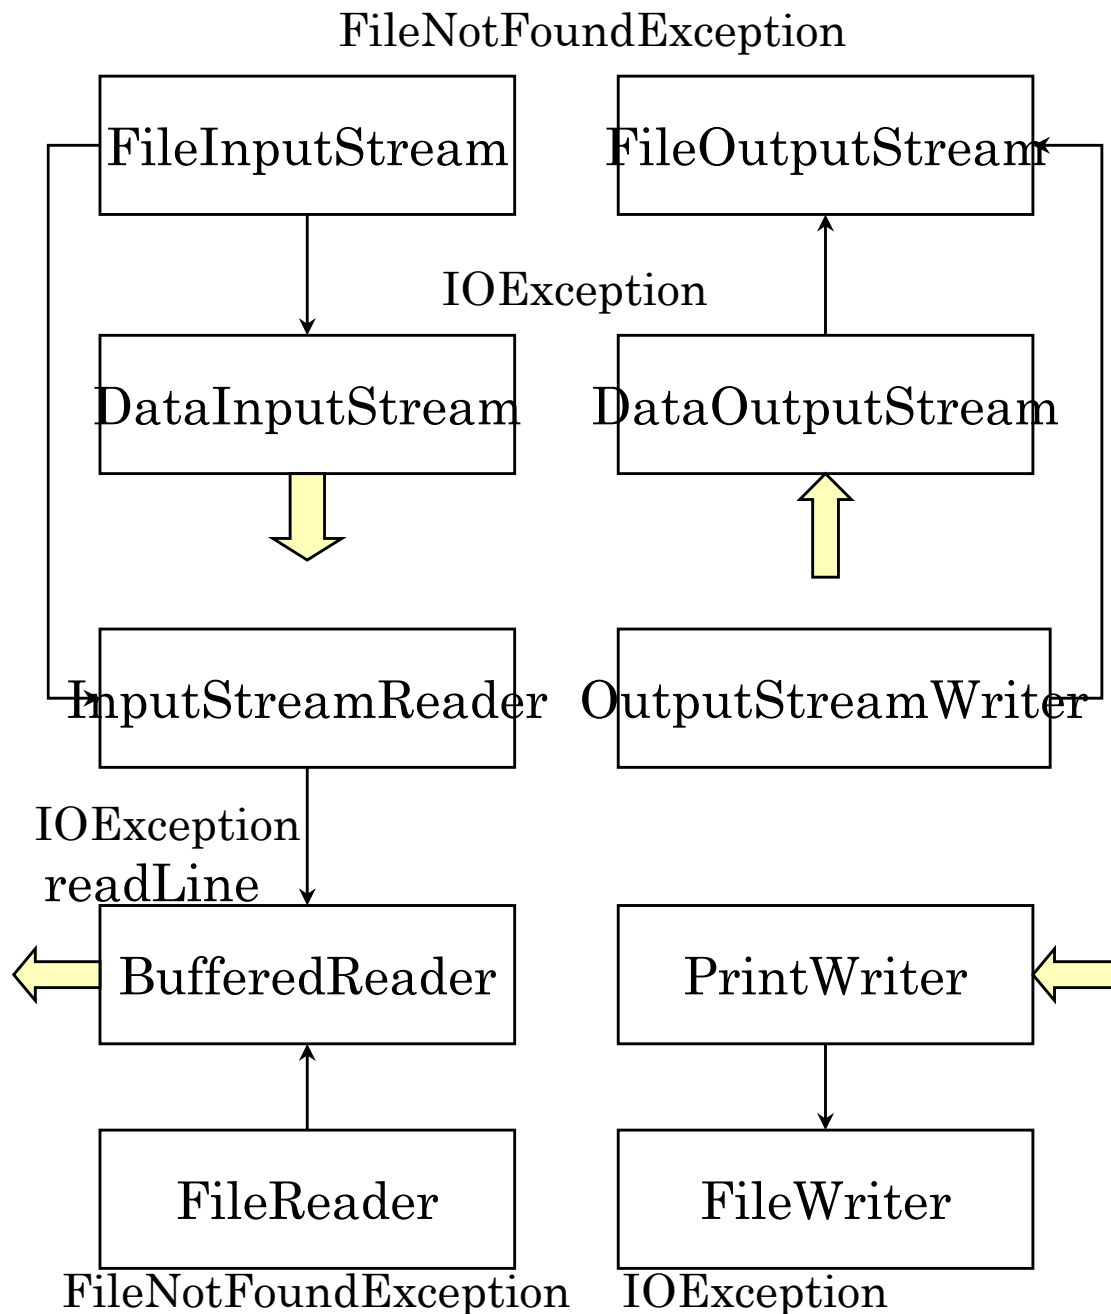 FileNotFoundException
FileInputStream
FileOutputStream
IOException
DataInputStream
DataOutputStream
InputStreamReader
OutputStreamWriter
IOException
readLine
BufferedReader
PrintWriter
FileReader
FileWriter
FileNotFoundException
IOException